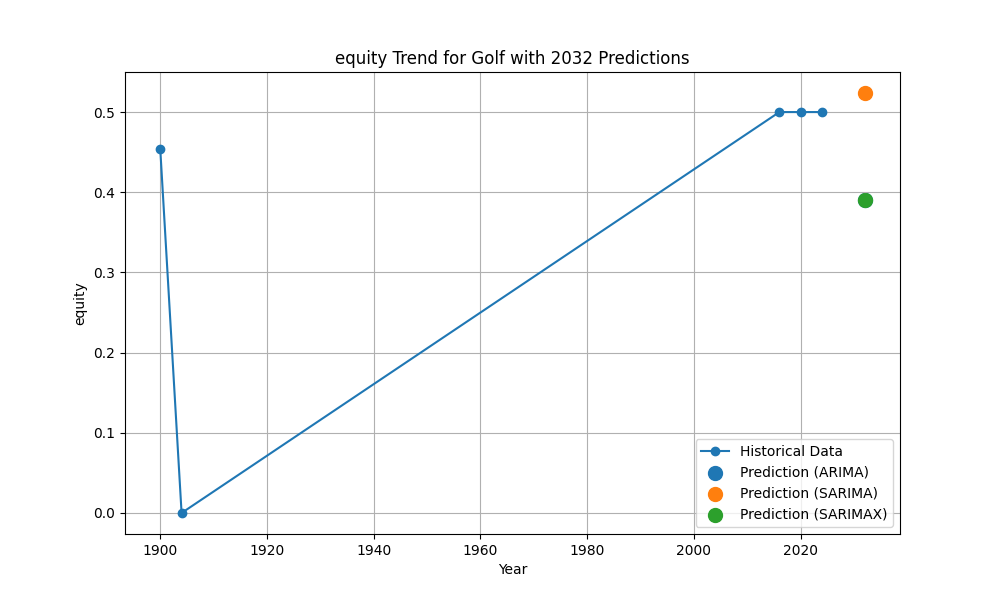 equity Trend for Golf with 2032 Predictions
equity
0.5
0.4
0.3
0.2
0.1
0.0
1900 1920 1940 1960 1980 2000 2020
Year
Historical Data
Prediction (ARIMA)
Prediction (SARIMA)
Prediction (SARIMAX)